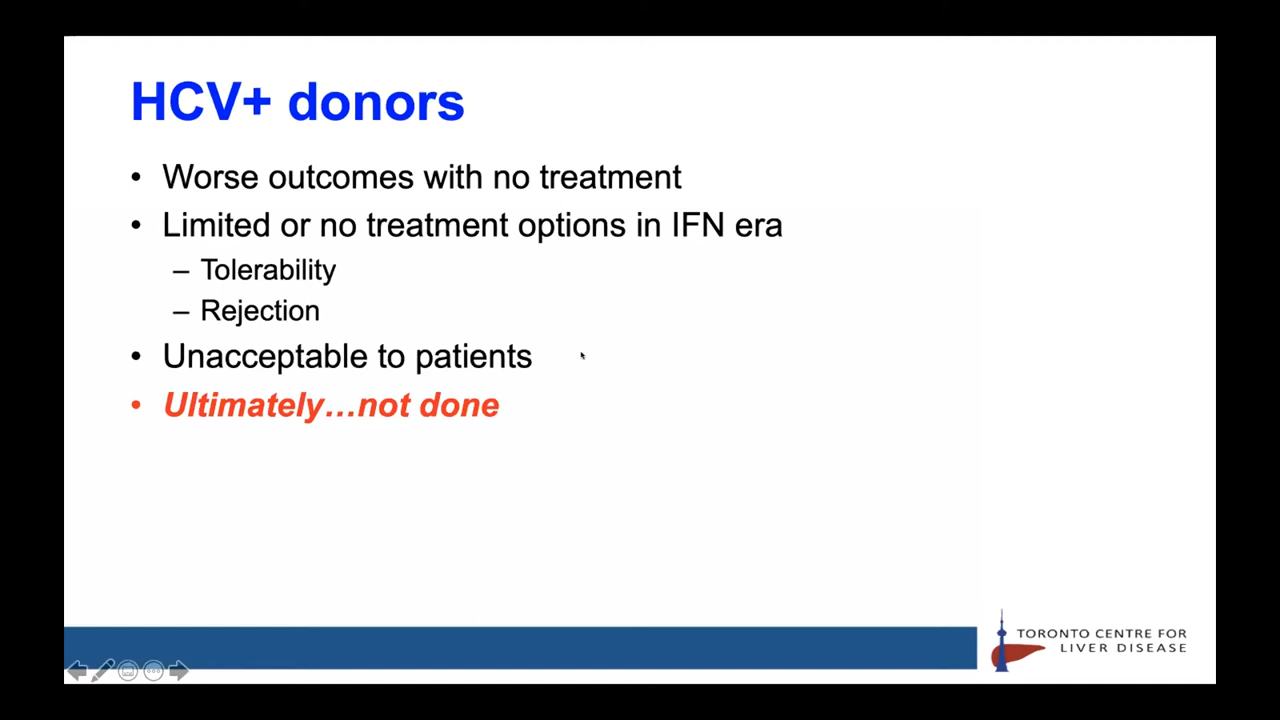 HCV+ donors
• Worse outcomes with no treatment
• Limited or no treatment options in IFN era
– Tolerability
– Rejection
• Unacceptable to patients
• Ultimately…not done
TORONTO CENTRE FOR
LIVER DISEASE